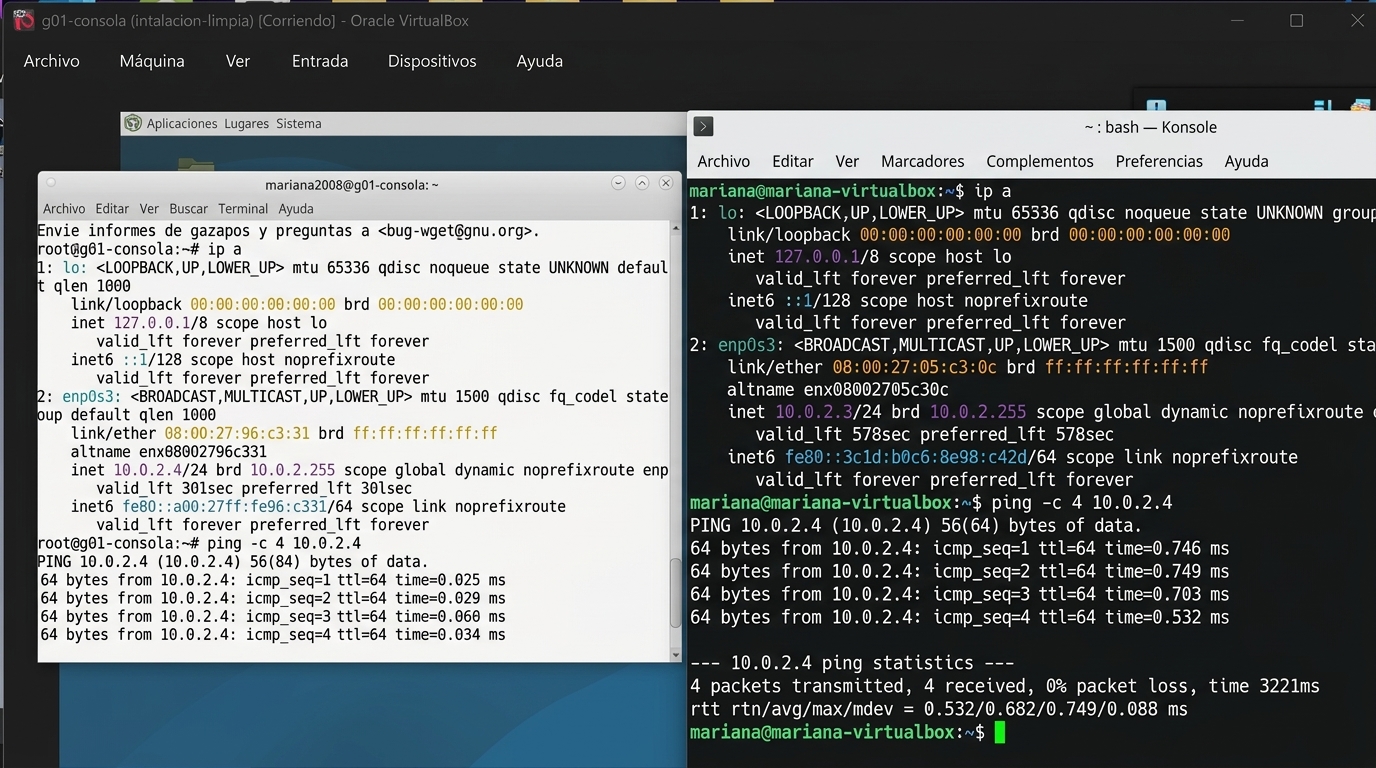 g01-consola (intalacion-limpia) [Corriendo] - Oracle VirtualBox
Archivo Máquina Ver Entrada Dispositivos Ayuda
Aplicaciones Lugares Sistema
mariana2008@g01-consola: ~
Archivo Editar Ver Buscar Terminal Ayuda
Envie informes de gazapos y preguntas a <bug-wget@gnu.org>.
root@g01-consola:~# ip a
1: lo: <LOOPBACK,UP,LOWER_UP> mtu 65336 qdisc noqueue state UNKNOWN defaul
t qlen 1000
link/loopback 00:00:00:00:00:00 brd 00:00:00:00:00:00
inet 127.0.0.1/8 scope host lo
valid_lft forever preferred_lft forever
inet6 ::1/128 scope host noprefixroute
valid_lft forever preferred_lft forever
2: enp0s3: <BROADCAST,MULTICAST,UP,LOWER_UP> mtu 1500 qdisc fq_codel state
oup default qlen 1000
link/ether 08:00:27:96:c3:31 brd ff:ff:ff:ff:ff:ff
altname enx08002796c331
inet 10.0.2.4/24 brd 10.0.2.255 scope global dynamic noprefixroute enp
valid_lft 301sec preferred_lft 30lsec
inet6 fe80::a00:27ff:fe96:c331/64 scope link noprefixroute
valid_lft forever preferred_lft forever
root@g01-consola:~# ping -c 4 10.0.2.4
PING 10.0.2.4 (10.0.2.4) 56(84) bytes of data.
64 bytes from 10.0.2.4: icmp_seq=1 ttl=64 time=0.025 ms
64 bytes from 10.0.2.4: icmp_seq=2 ttl=64 time=0.029 ms
64 bytes from 10.0.2.4: icmp_seq=3 ttl=64 time=0.060 ms
64 bytes from 10.0.2.4: icmp_seq=4 ttl=64 time=0.034 ms
~ : bash — Konsole
Archivo Editar Ver Marcadores Complementos Preferencias Ayuda
mariana@mariana-virtualbox:~$ ip a
1: lo: <LOOPBACK,UP,LOWER_UP> mtu 65336 qdisc noqueue state UNKNOWN group
link/loopback 00:00:00:00:00:00 brd 00:00:00:00:00:00
inet 127.0.0.1/8 scope host lo
valid_lft forever preferred_lft forever
inet6 ::1/128 scope host noprefixroute
valid_lft forever preferred_lft forever
2: enp0s3: <BROADCAST,MULTICAST,UP,LOWER_UP> mtu 1500 qdisc fq_codel sta
link/ether 08:00:27:05:c3:0c brd ff:ff:ff:ff:ff:ff
altname enx08002705c30c
inet 10.0.2.3/24 brd 10.0.2.255 scope global dynamic noprefixroute
valid_lft 578sec preferred_lft 578sec
inet6 fe80::3c1d:b0c6:8e98:c42d/64 scope link noprefixroute
valid_lft forever preferred_lft forever
mariana@mariana-virtualbox:~$ ping -c 4 10.0.2.4
PING 10.0.2.4 (10.0.2.4) 56(64) bytes of data.
64 bytes from 10.0.2.4: icmp_seq=1 ttl=64 time=0.746 ms
64 bytes from 10.0.2.4: icmp_seq=2 ttl=64 time=0.749 ms
64 bytes from 10.0.2.4: icmp_seq=3 ttl=64 time=0.703 ms
64 bytes from 10.0.2.4: icmp_seq=4 ttl=64 time=0.532 ms
--- 10.0.2.4 ping statistics ---
4 packets transmitted, 4 received, 0% packet loss, time 3221ms
rtt rtn/avg/max/mdev = 0.532/0.682/0.749/0.088 ms
mariana@mariana-virtualbox:~$